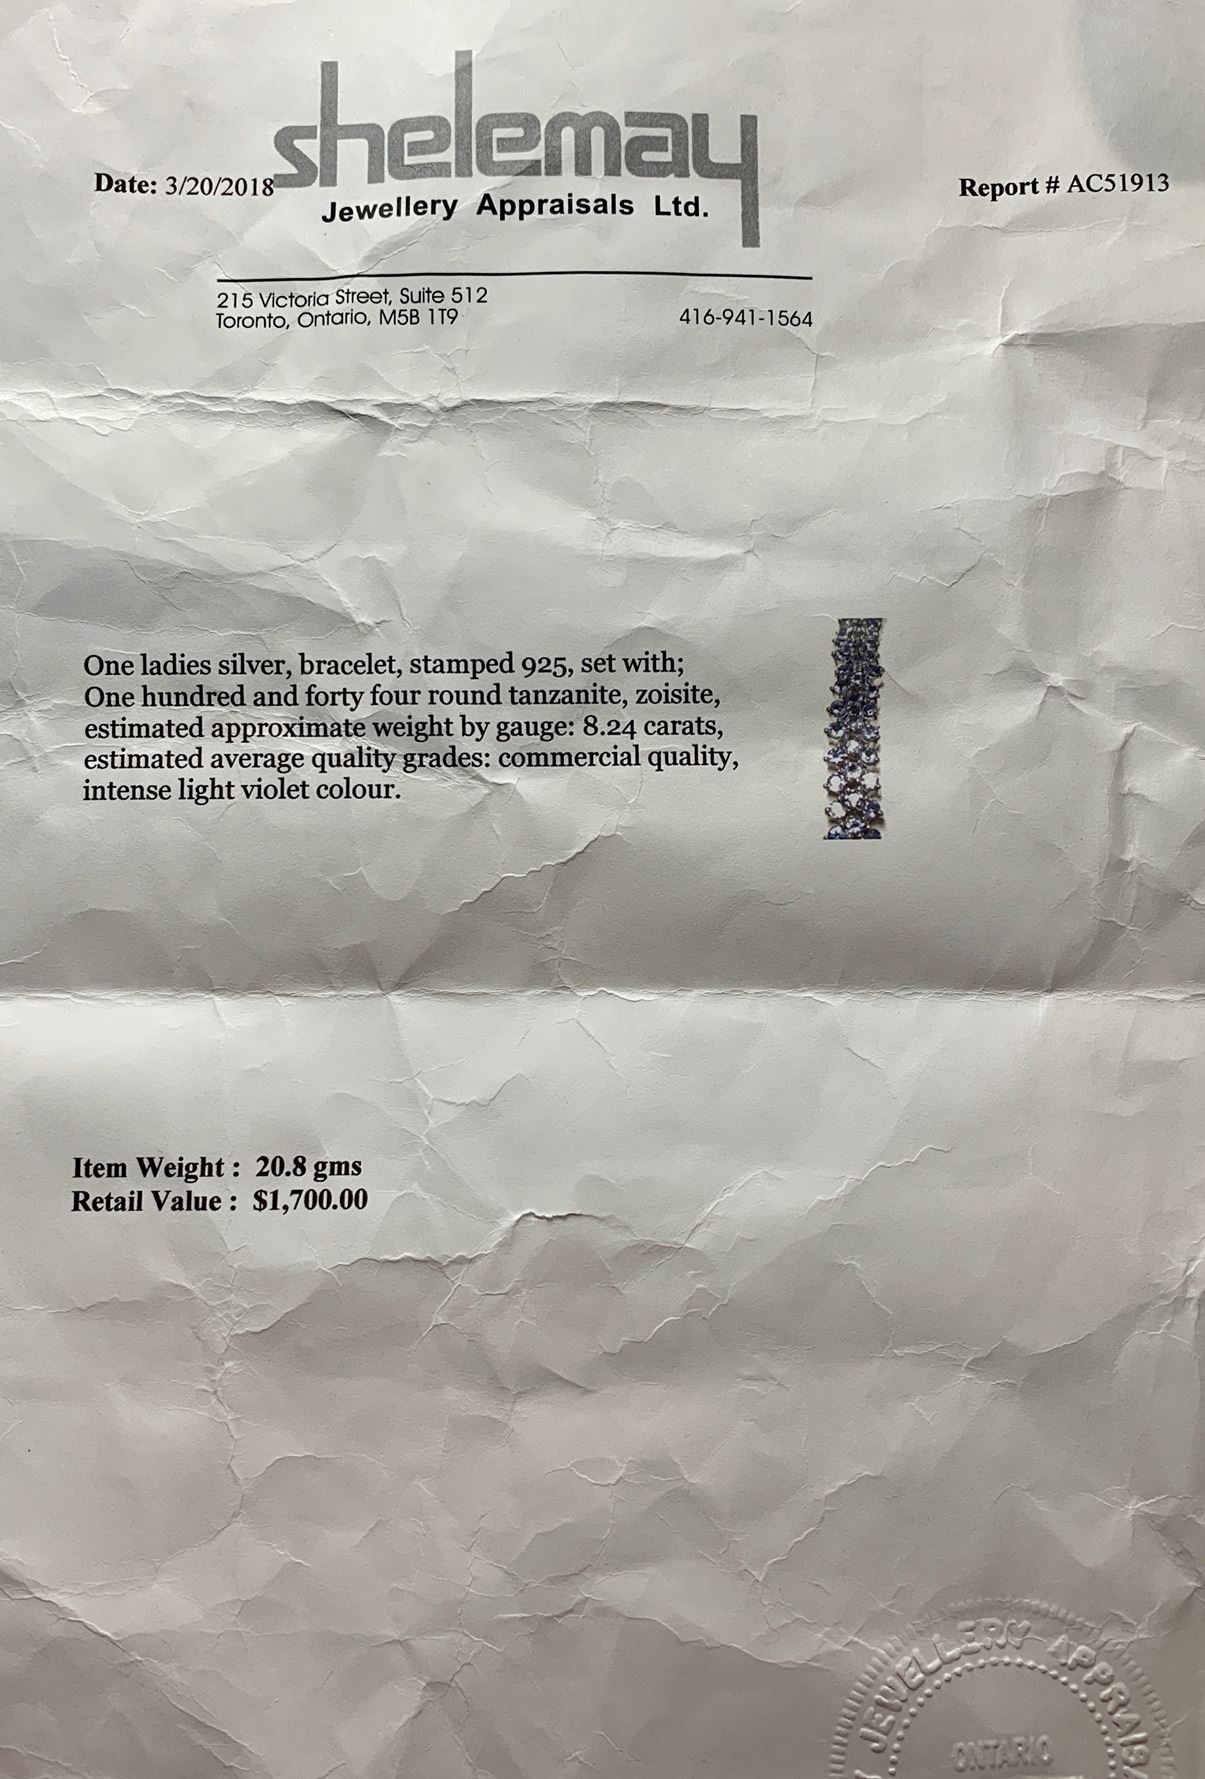 shelemay
Date: 3/20/2018
Report # AC51913
Jewellery Appraisals Ltd.
215 Victoria Street, Suite 512
Toronto, Ontario, M5B 1T9
416-941-1564
One ladies silver, bracelet, stamped 925, set with;
One hundred and forty four round tanzanite, zoisite,
estimated approximate weight by gauge: 8.24 carats,
estimated average quality grades: commercial quality,
intense light violet colour.
Item Weight : 20.8 gms
Retail Value : $1,700.00
JEWELLERY APPRAISA
ONTARIO